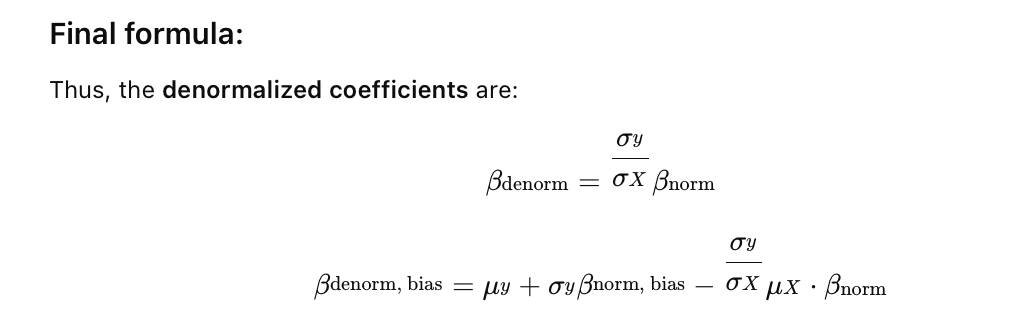 Final formula:
Thus, the denormalized coefficients are:
βdenorm = σy/σX βnorm
βdenorm, bias = μy + σyβnorm, bias − σy/σX μX · βnorm